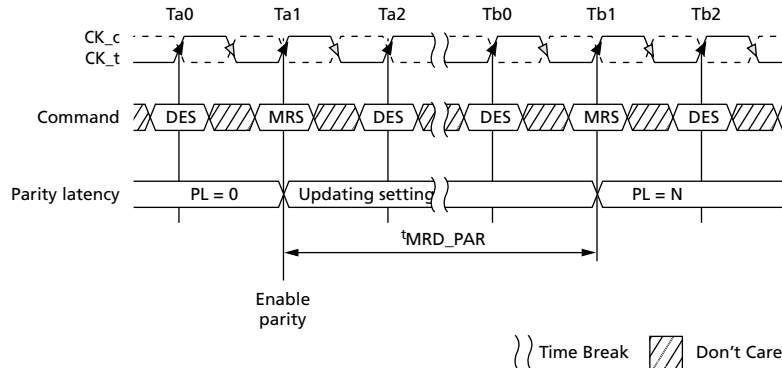 Ta0 Ta1 Ta2 Tb0 Tb1 Tb2
CK_c
CK_t
Command DES MRS DES DES MRS DES
Parity latency PL = 0 Updating setting PL = N
tMRD_PAR
Enable
parity
Time Break Don't Care